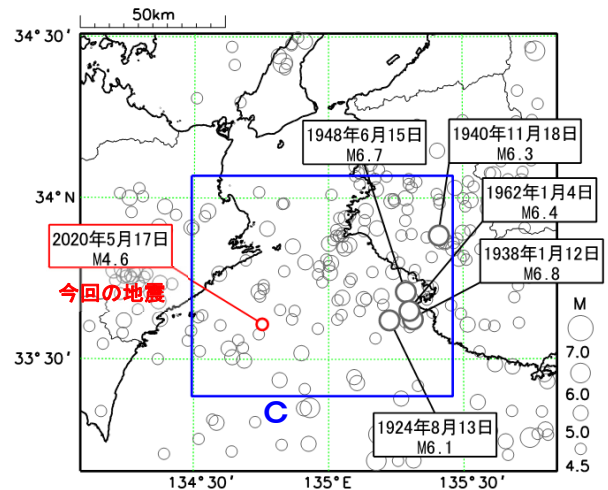 50km
34°30′
1948年6月15日
M6.7
1940年11月18日
M6.3
1962年1月4日
M6.4
34°N
2020年5月17日
M4.6
1938年1月12日
M6.8
今回の地震
M
7.0
33°30′
6.0
C
1924年8月13日
M6.1
5.0
4.5
134°30′
135°E
135°30′